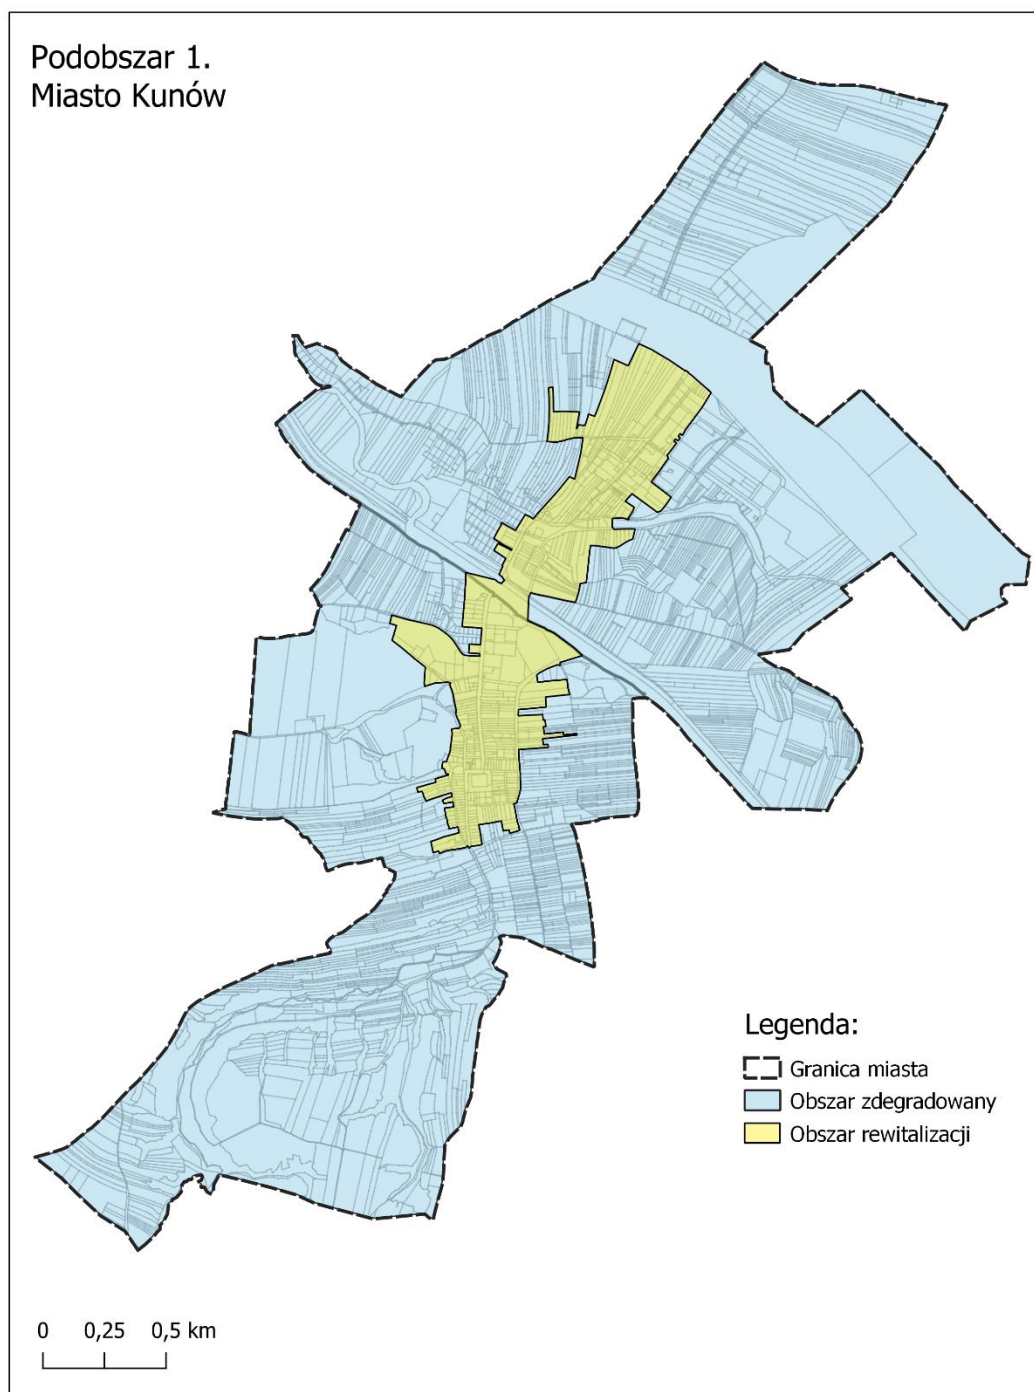 Podobszar 1.
Miasto Kunów
Legenda:
Granica miasta
Obszar zdegradowany
Obszar rewitalizacji
0 0,25 0,5 km